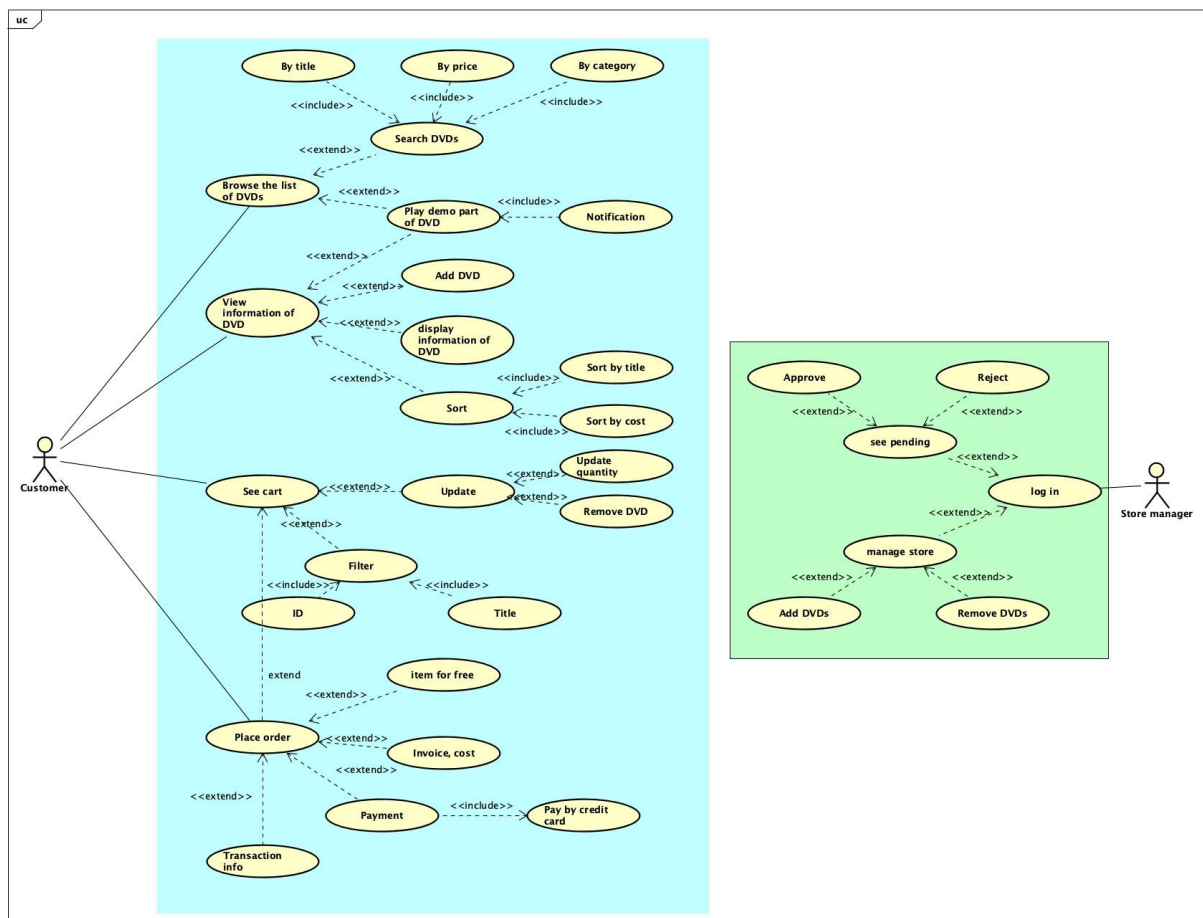 uc
By title
By price
By category
<<include>>
<<include>>
<<include>>
Search DVDs
<<extend>>
Browse the list
of DVDs
<<extend>>
Play demo part
of DVD
<<include>>
Notification
<<extend>>
Add DVD
<<extend>>
View
information of
DVD
<<extend>>
display
information of
DVD
<<extend>>
Sort
<<include>>
Sort by title
Sort by cost
<<include>>
Customer
See cart
<<extend>>
Update
<<extend>>
Update
quantity
<<extend>>
Remove DVD
<<extend>>
Filter
<<include>>
<<include>>
ID
Title
extend
item for free
<<extend>>
Place order
<<extend>>
Invoice, cost
<<extend>>
<<extend>>
Payment
<<include>>
Pay by credit
card
Transaction
info
Approve
Reject
<<extend>>
<<extend>>
see pending
<<extend>>
log in
Store manager
<<extend>>
manage store
<<extend>>
<<extend>>
Add DVDs
Remove DVDs